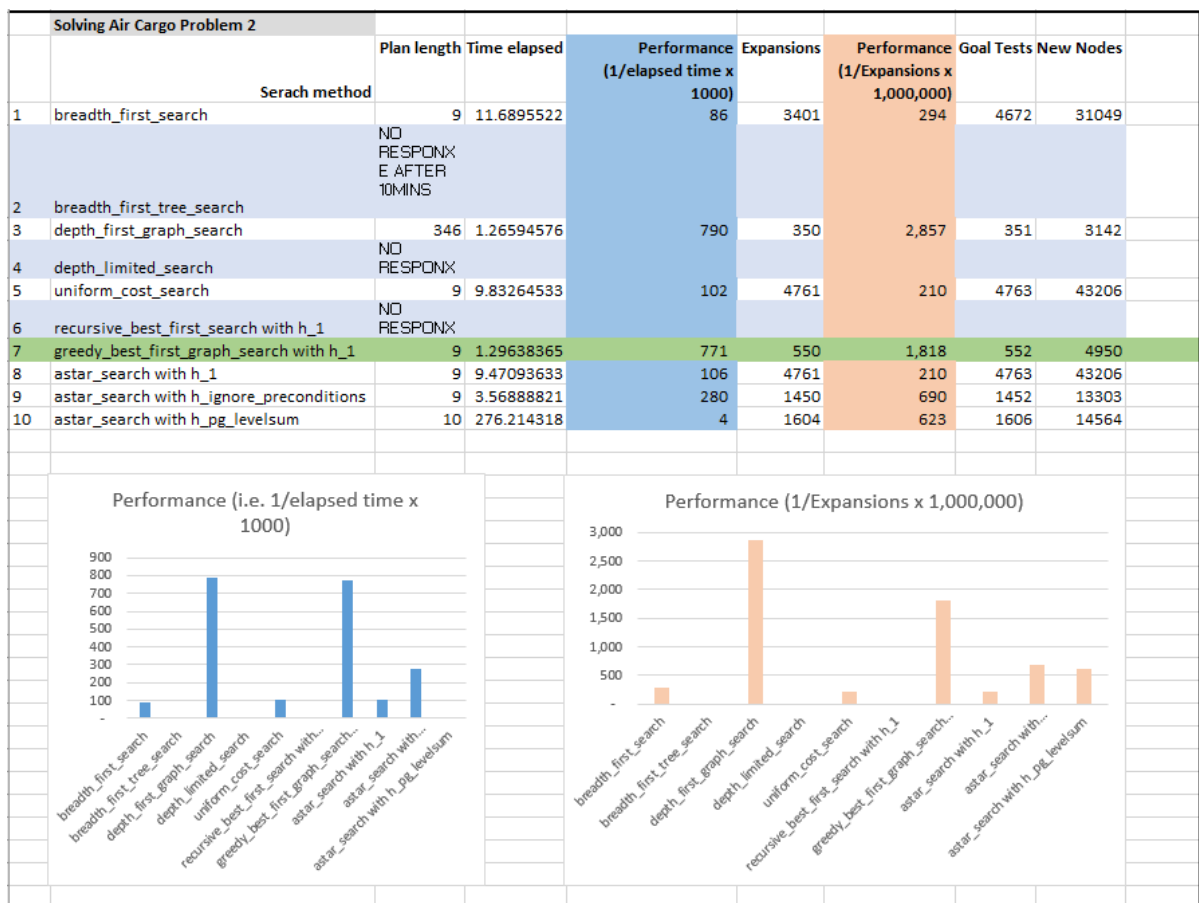 Solving Air Cargo Problem 2
Serach method Plan length Time elapsed Performance (1/elapsed time x 1000) Expansions Performance (1/Expansions x 1,000,000) Goal Tests New Nodes
1 breadth_first_search 9 11.6895522 86 3401 294 4672 31049
2 breadth_first_tree_search NO RESPONX E AFTER 10MINS
3 depth_first_graph_search 346 1.26594576 790 350 2,857 351 3142
4 depth_limited_search NO RESPONX
5 uniform_cost_search 9 9.83264533 102 4761 210 4763 43206
6 recursive_best_first_search with h_1 NO RESPONX
7 greedy_best_first_graph_search with h_1 9 1.29638365 771 550 1,818 552 4950
8 astar_search with h_1 9 9.47093633 106 4761 210 4763 43206
9 astar_search with h_ignore_preconditions 9 3.56888821 280 1450 690 1452 13303
10 astar_search with h_pg_levelsum 10 276.214318 4 1604 623 1606 14564
Performance (i.e. 1/elapsed time x
1000)
900
800
700
600
500
400
300
200
100
-
breadth_first_search
breadth_first_tree_search
depth_first_graph_search
depth_limited_search
uniform_cost_search
recursive_best_first_search with...
greedy_best_first_graph_search...
astar_search with h_1
astar_search with...
astar_search with h_pg_levelsum
Performance (1/Expansions x 1,000,000)
3,000
2,500
2,000
1,500
1,000
500
-
breadth_first_search
breadth_first_tree_search
depth_first_graph_search
depth_limited_search
uniform_cost_search
recursive_best_first_search with h_1
greedy_best_first_graph_search...
astar_search with h_1
astar_search with...
astar_search with h_pg_levelsum